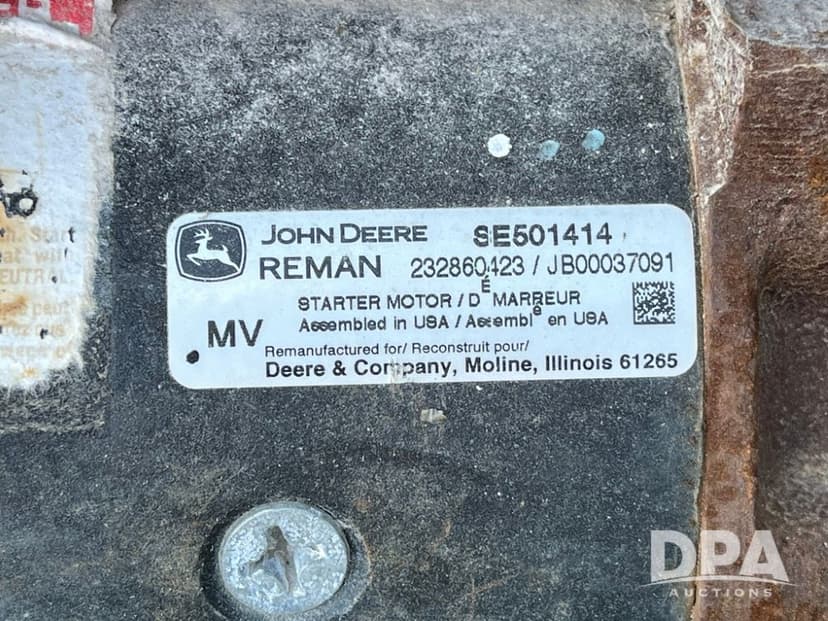 JOHN DEERE SE501414
REMAN 232860423 / JB00037091
STARTER MOTOR / DÉMARREUR
Assembled in USA / Assemblé en USA
MV
Remanufactured for/ Reconstruit pour/
Deere & Company, Moline, Illinois 61265
NEUTRAL
DPA
AUCTIONS